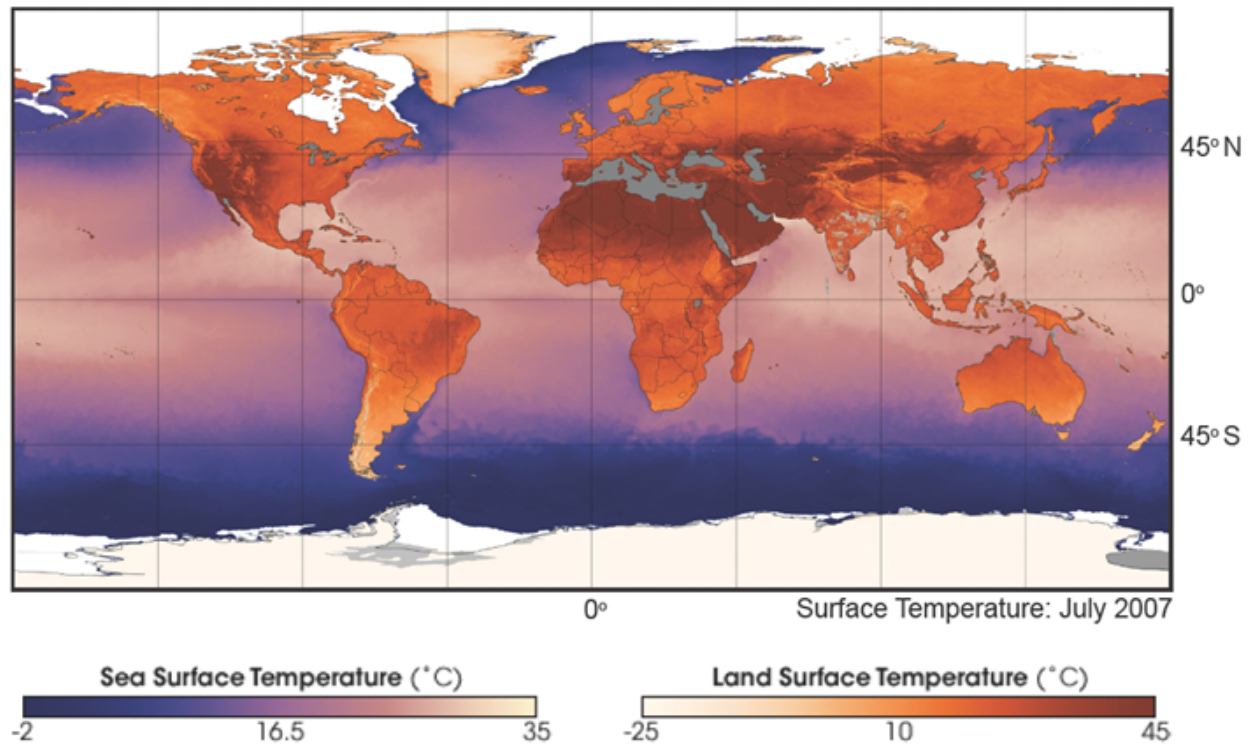 45° N
0°
45° S
0°
Surface Temperature: July 2007
Sea Surface Temperature (°C)
-2 16.5 35
Land Surface Temperature (°C)
-25 10 45